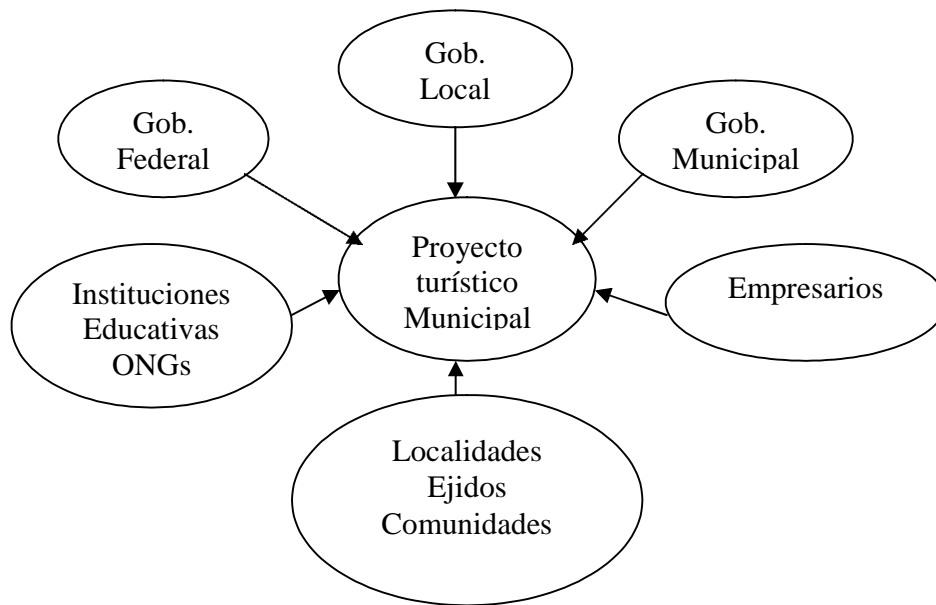 Gob.
Local
Gob.
Federal
Gob.
Municipal
Proyecto
turístico
Municipal
Instituciones
Educativas
ONGs
Empresarios
Localidades
Ejidos
Comunidades